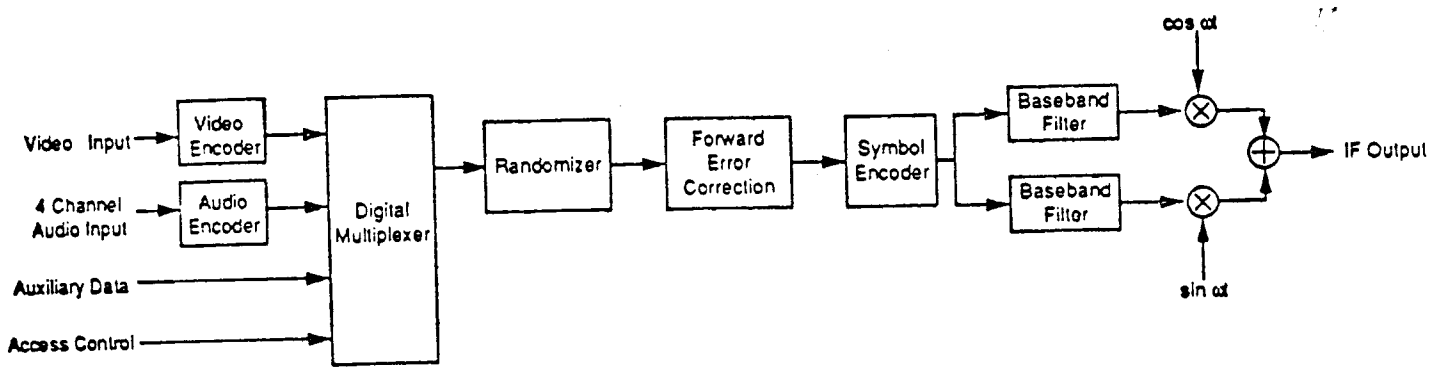 cos ωt
Video Input
Video
Encoder
4 Channel
Audio Input
Audio
Encoder
Auxiliary Data
Access Control
Digital
Multiplexer
Randomizer
Forward
Error
Correction
Symbol
Encoder
Baseband
Filter
Baseband
Filter
IF Output
sin ωt